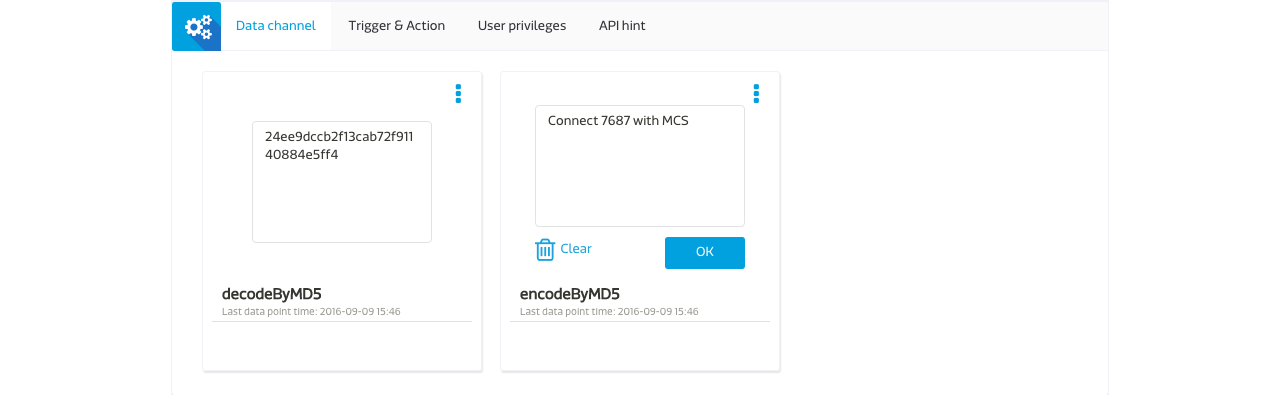 Data channel
Trigger & Action
User privileges
API hint
24ee9dccb2f13cab72f911
40884e5ff4
decodeByMD5
Last data point time: 2016-09-09 15:46
Connect 7687 with MCS
Clear
OK
encodeByMD5
Last data point time: 2016-09-09 15:46